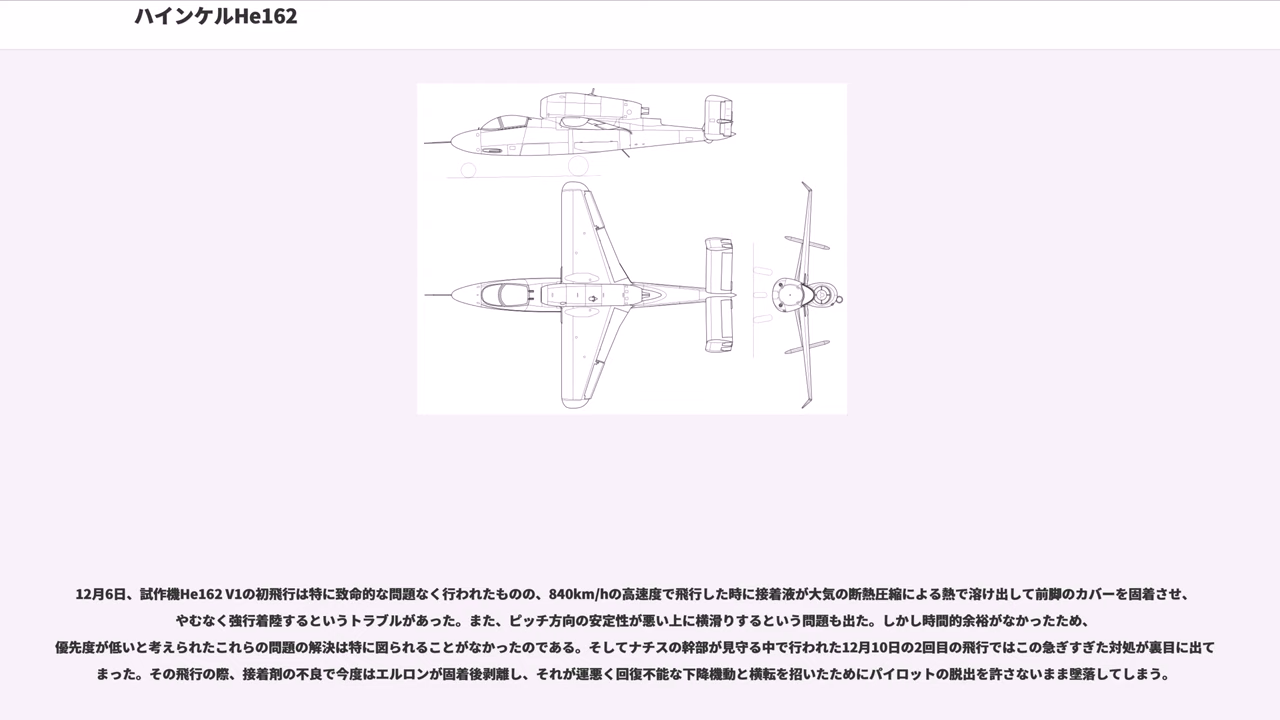 ハインケルHe162
12月6日、試作機He162 V1の初飛行は特に致命的な問題なく行われたものの、840km/hの高速度で飛行した時に接着液が大気の断熱圧縮による熱で溶け出して前脚のカバーを固着させ、
やむなく強行着陸するというトラブルがあった。また、ピッチ方向の安定性が悪い上に横滑りするという問題も出た。しかし時間的余裕がなかったため、
優先度が低いと考えられたこれらの問題の解決は特に図られることがなかったのである。そしてナチスの幹部が見守る中で行われた12月10日の2回目の飛行ではこの急ぎすぎた対処が裏目に出て
まった。その飛行の際、接着剤の不良で今度はエルロンが固着後剥離し、それが運悪く回復不能な下降機動と横転を招いたためにパイロットの脱出を許さないまま墜落してしまう。